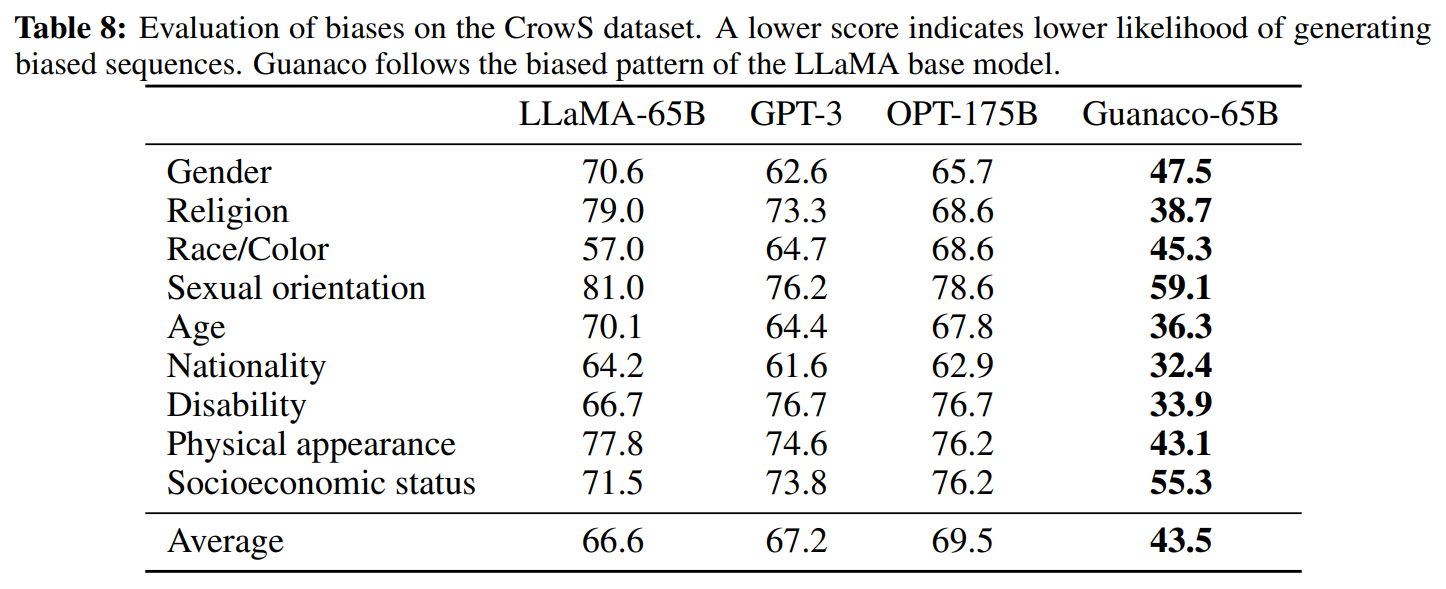 Table 8: Evaluation of biases on the CrowS dataset. A lower score indicates lower likelihood of generating
biased sequences. Guanaco follows the biased pattern of the LLaMA base model.
LLaMA-65B GPT-3 OPT-175B Guanaco-65B
Gender 70.6 62.6 65.7 47.5
Religion 79.0 73.3 68.6 38.7
Race/Color 57.0 64.7 68.6 45.3
Sexual orientation 81.0 76.2 78.6 59.1
Age 70.1 64.4 67.8 36.3
Nationality 64.2 61.6 62.9 32.4
Disability 66.7 76.7 76.7 33.9
Physical appearance 77.8 74.6 76.2 43.1
Socioeconomic status 71.5 73.8 76.2 55.3
Average 66.6 67.2 69.5 43.5